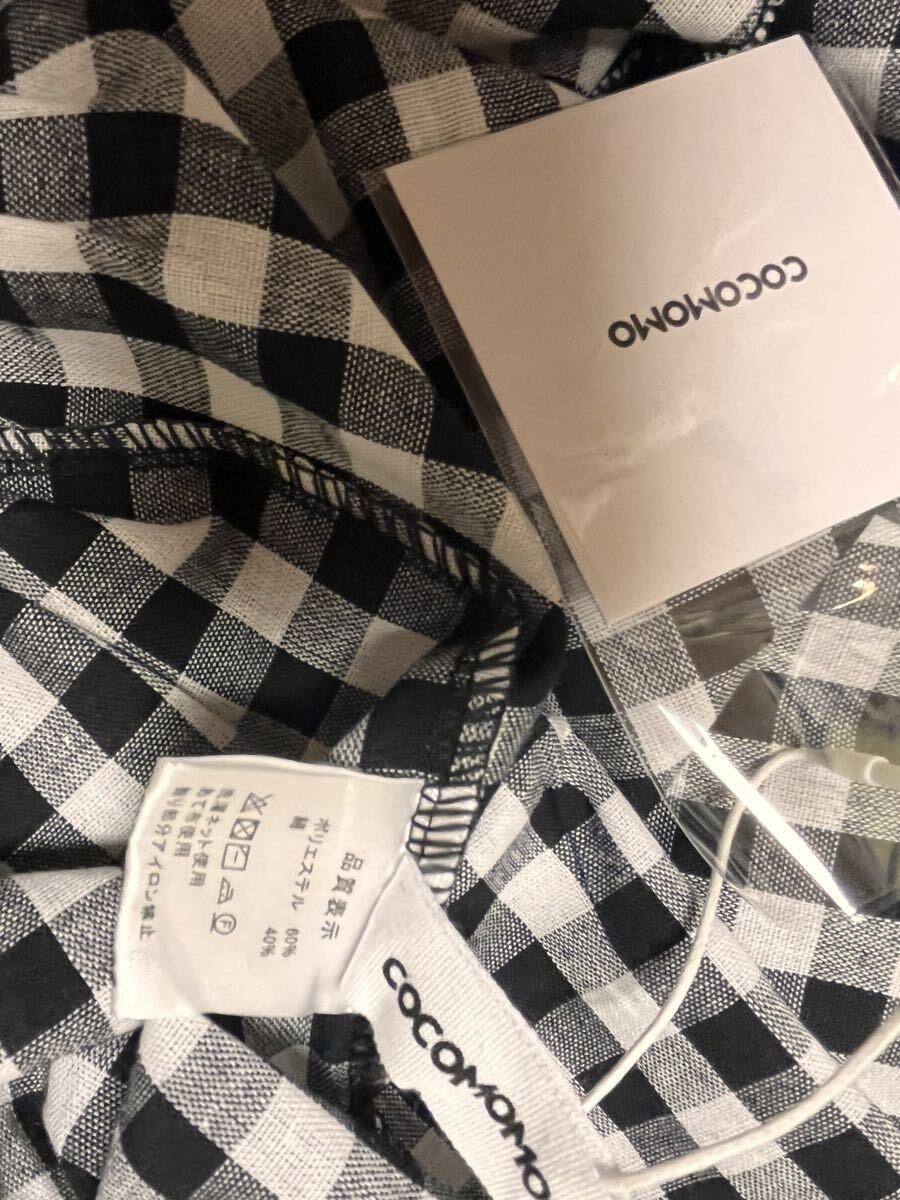 COCOMOMO
品質表示
ポリエステル 60%
綿 40%
F
洗濯ネット使用
あて布使用
飾り部分アイロン禁止
COCOMOMO